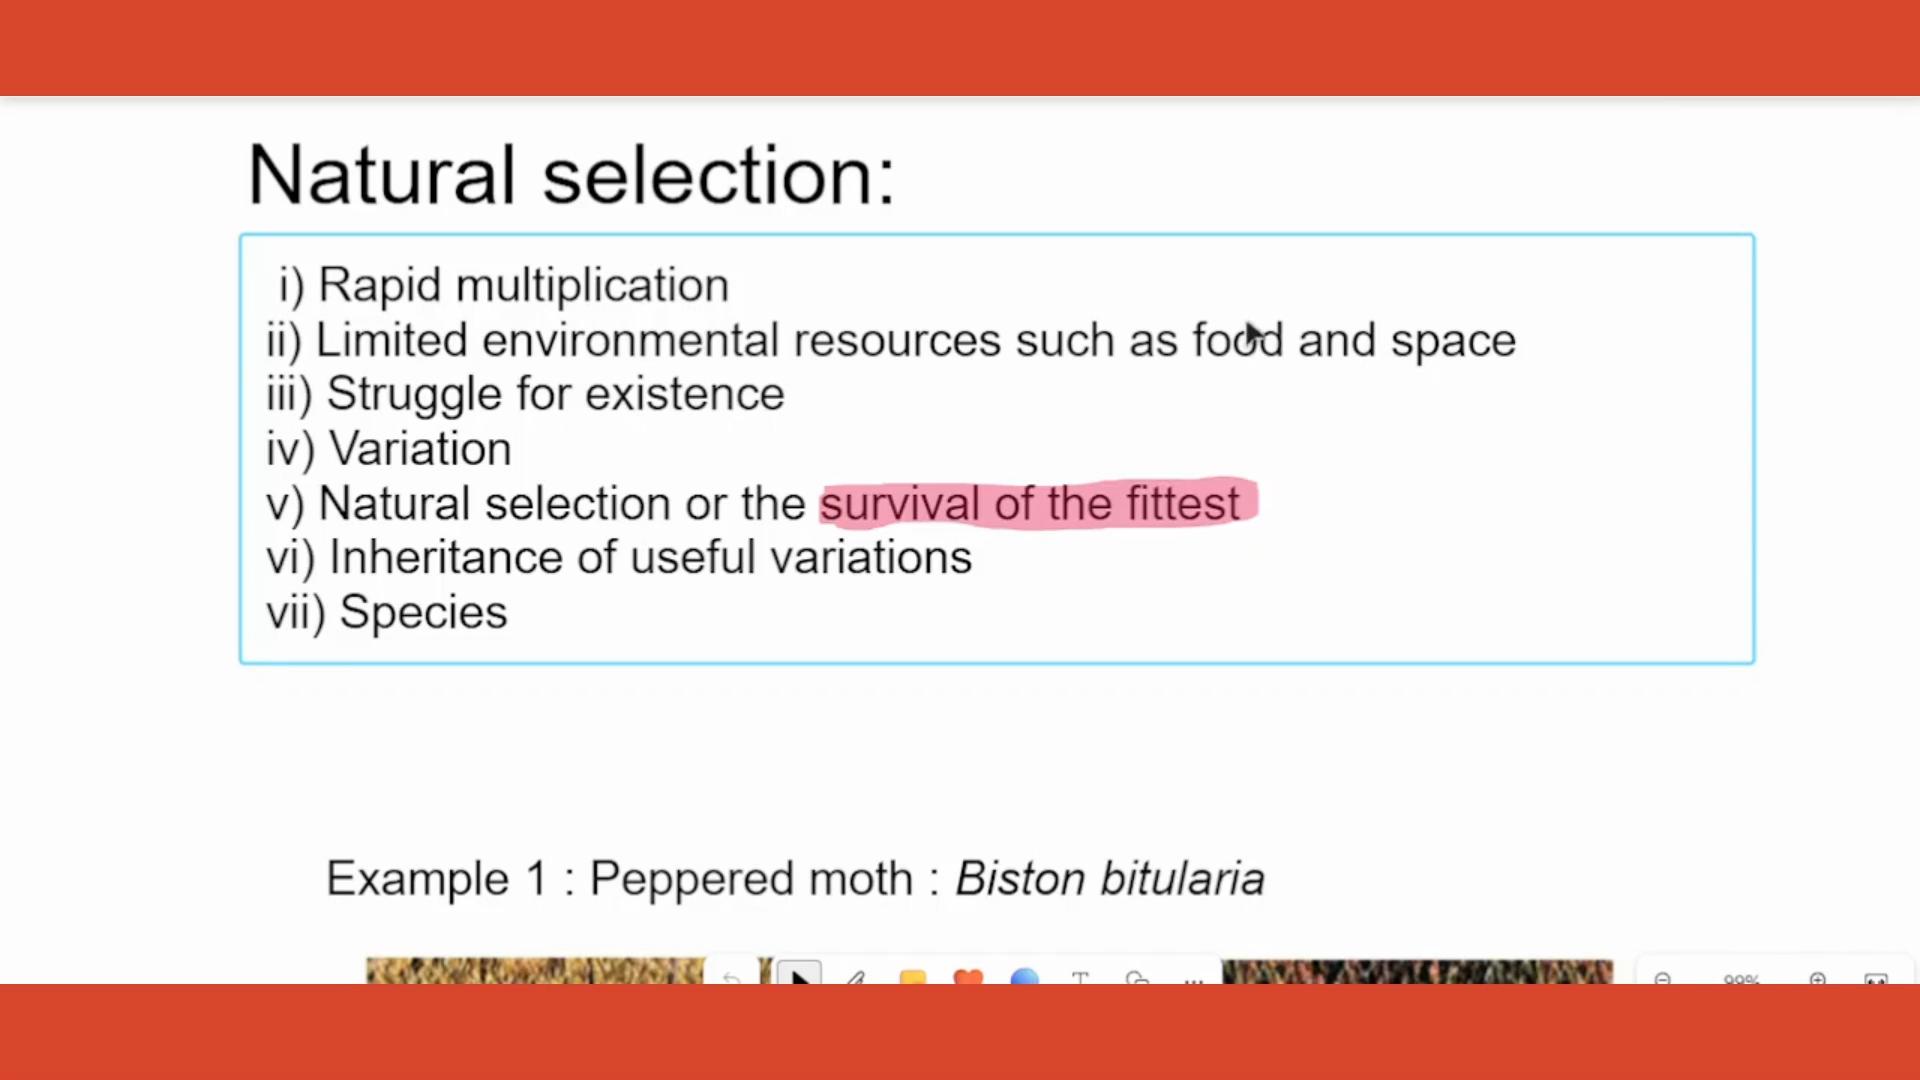 Natural selection:
i) Rapid multiplication
ii) Limited environmental resources such as food and space
iii) Struggle for existence
iv) Variation
v) Natural selection or the survival of the fittest
vi) Inheritance of useful variations
vii) Species
Example 1 : Peppered moth : Biston bitularia